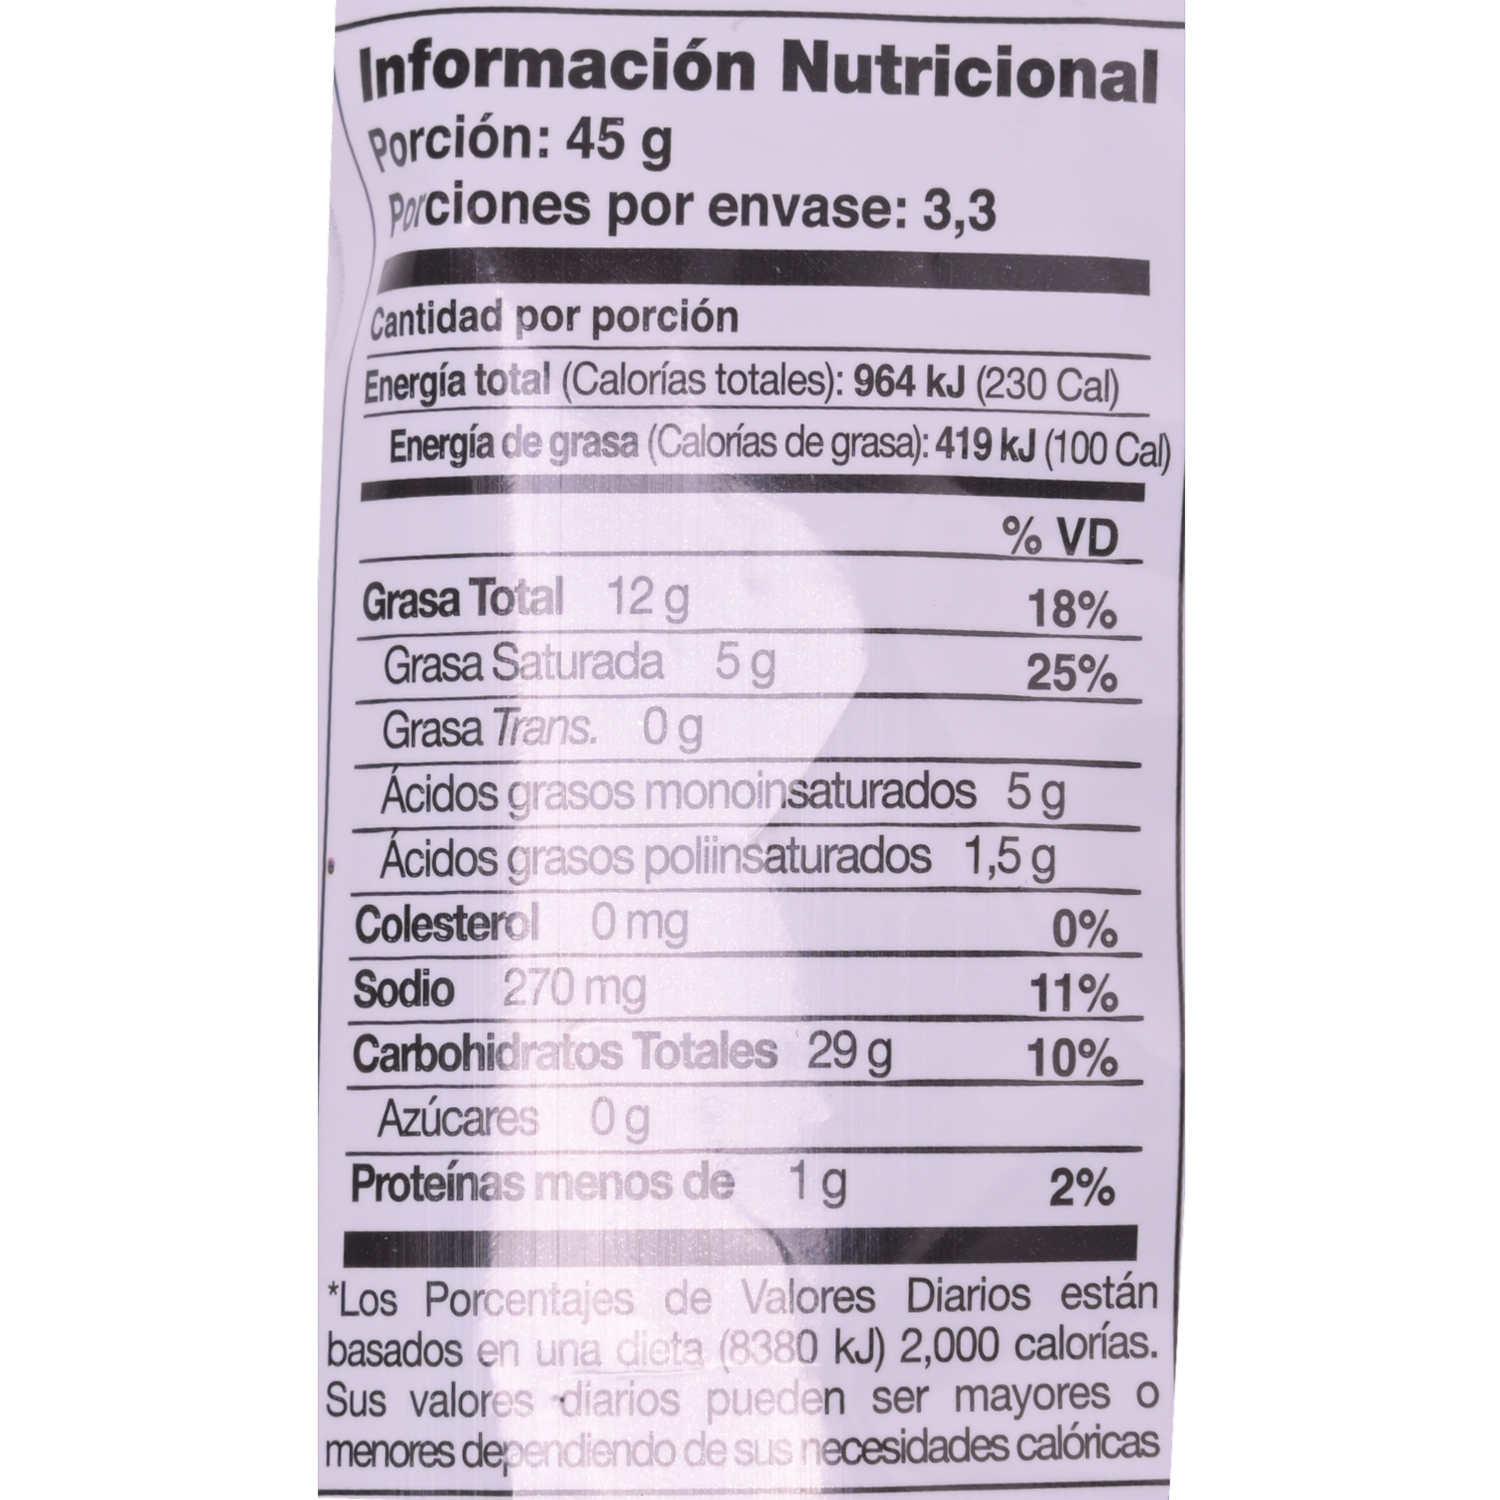 Información Nutricional
Porción: 45 g
Porciones por envase: 3,3
Cantidad por porción
Energía total (Calorías totales): 964 kJ (230 Cal)
Energía de grasa (Calorías de grasa): 419 kJ (100 Cal)
% VD
Grasa Total 12 g 18%
Grasa Saturada 5 g 25%
Grasa Trans. 0 g
Ácidos grasos monoinsaturados 5 g
Ácidos grasos poliinsaturados 1,5 g
Colesterol 0 mg 0%
Sodio 270 mg 11%
Carbohidratos Totales 29 g 10%
Azúcares 0 g
Proteínas menos de 1 g 2%
*Los Porcentajes de Valores Diarios están
basados en una dieta (8380 kJ) 2,000 calorías.
Sus valores diarios pueden ser mayores o
menores dependiendo de sus necesidades calóricas